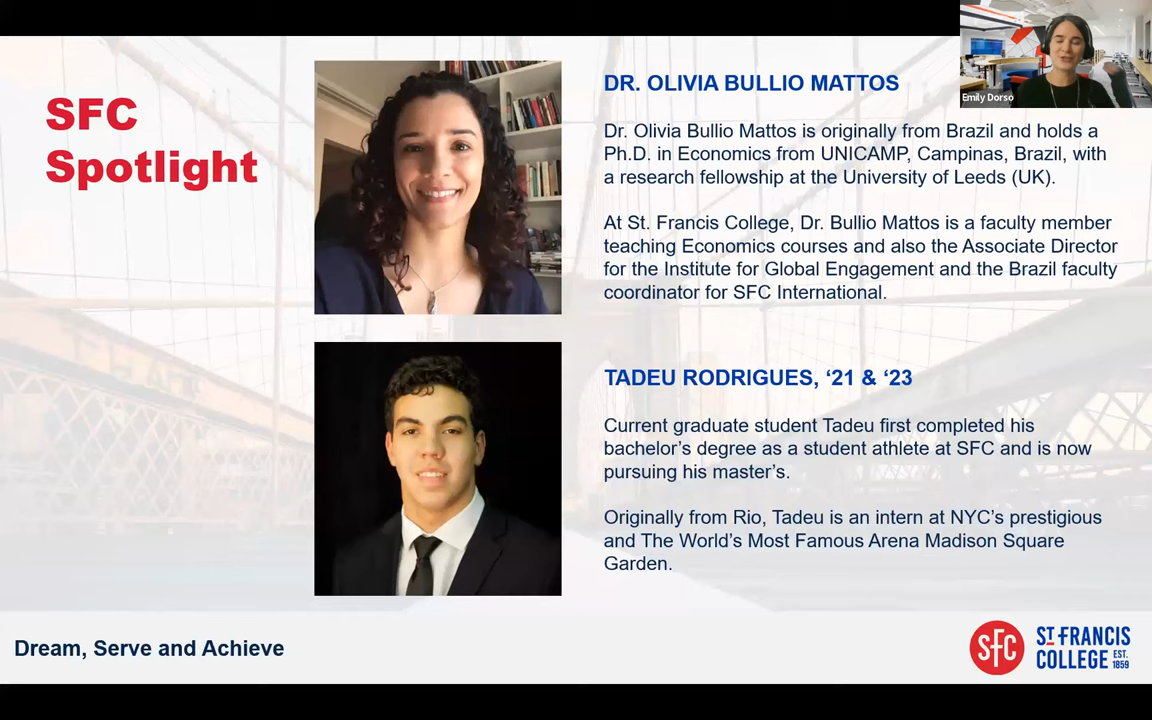 SFC
Spotlight
DR. OLIVIA BULLIO MATTOS
Dr. Olivia Bullio Mattos is originally from Brazil and holds a
Ph.D. in Economics from UNICAMP, Campinas, Brazil, with
a research fellowship at the University of Leeds (UK).
At St. Francis College, Dr. Bullio Mattos is a faculty member
teaching Economics courses and also the Associate Director
for the Institute for Global Engagement and the Brazil faculty
coordinator for SFC International.
TADEU RODRIGUES, ‘21 & ‘23
Current graduate student Tadeu first completed his
bachelor’s degree as a student athlete at SFC and is now
pursuing his master’s.
Originally from Rio, Tadeu is an intern at NYC’s prestigious
and The World’s Most Famous Arena Madison Square
Garden.
Emily Dorso
Dream, Serve and Achieve
SFC
ST FRANCIS
COLLEGE EST. 1859